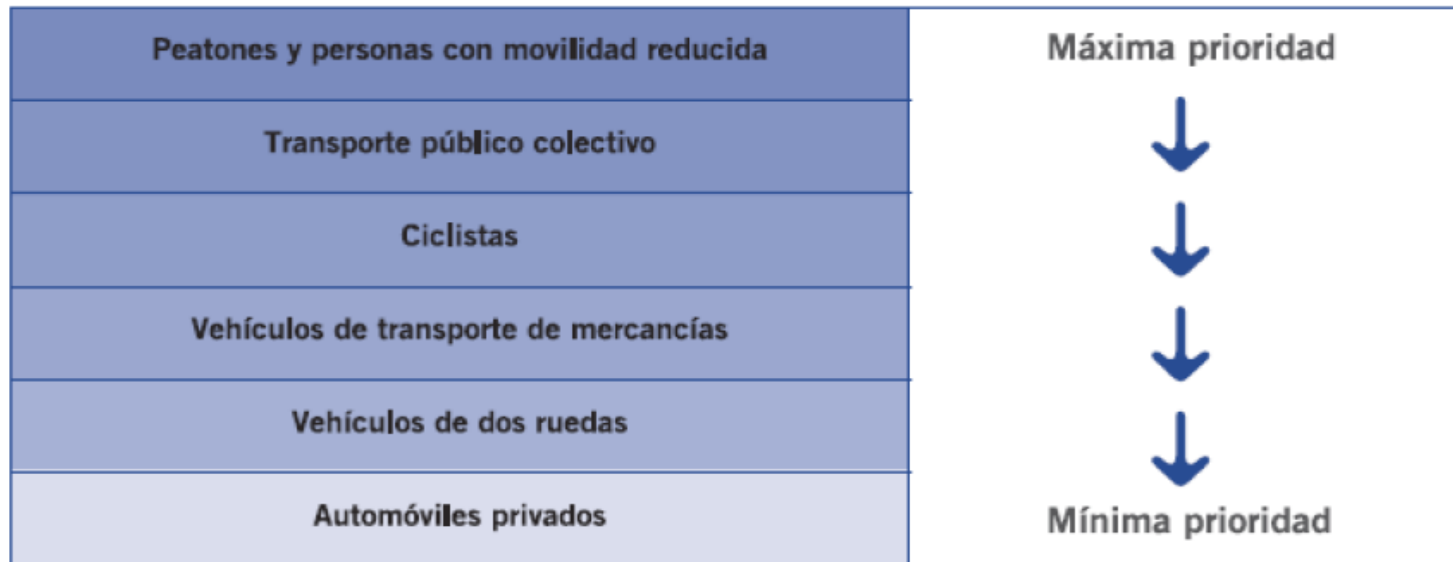 Peatones y personas con movilidad reducida
Máxima prioridad
Transporte público colectivo
Ciclistas
Vehículos de transporte de mercancías
Vehículos de dos ruedas
Automóviles privados
Mínima prioridad